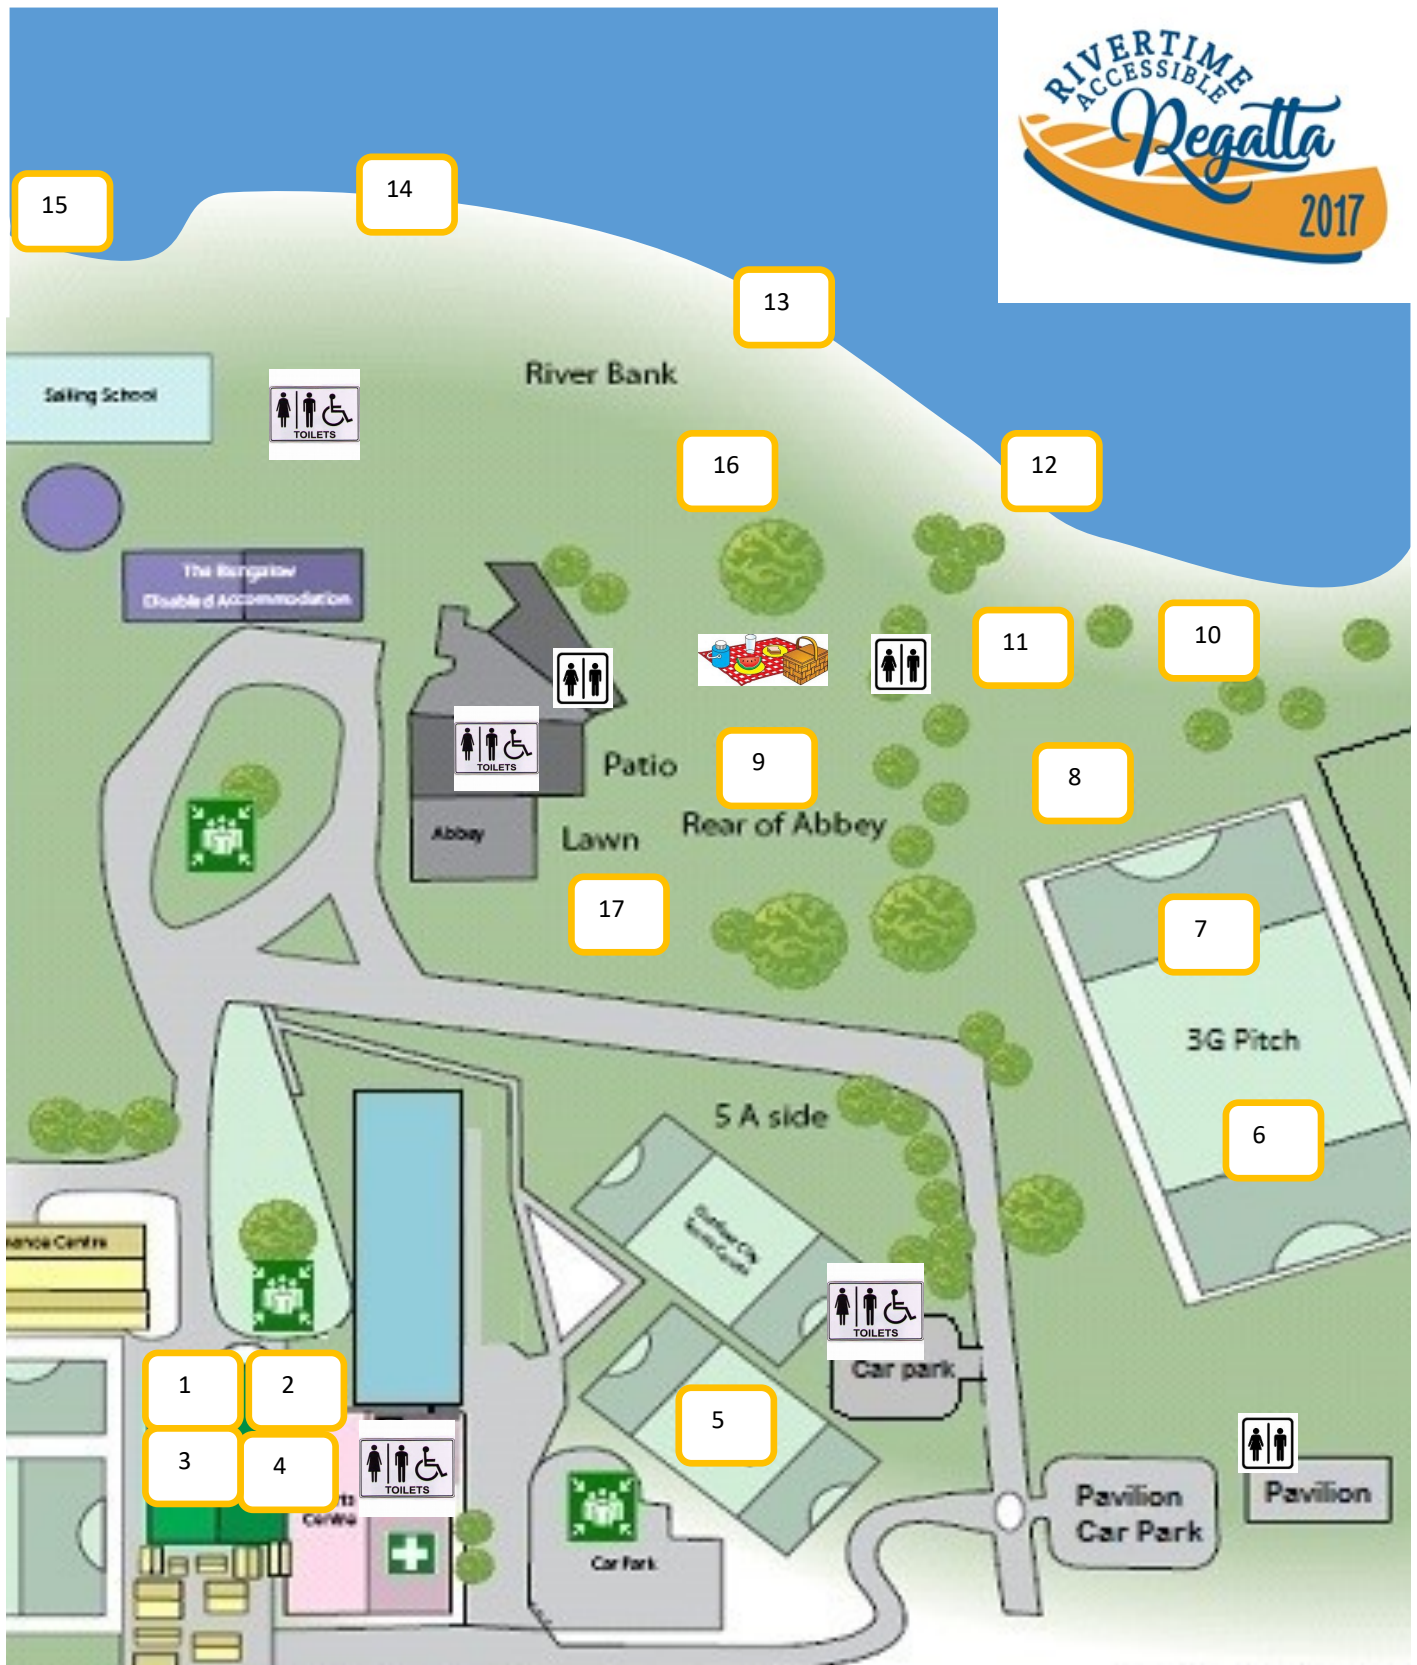 RIVERTIME
ACCESSIBLE
Regatta
2017
15
14
13
River Bank
Sailing School
TOILETS
16
12
The Bungalow
Disabled Accommodation
11
10
TOILETS
Patio
9
8
Abbey
Lawn
Rear of Abbey
17
7
3G Pitch
5 A side
6
Centre
TOILETS
Car park
1
2
5
3
4
TOILETS
Centre
Pavilion
Car Park
Pavilion
Car Park